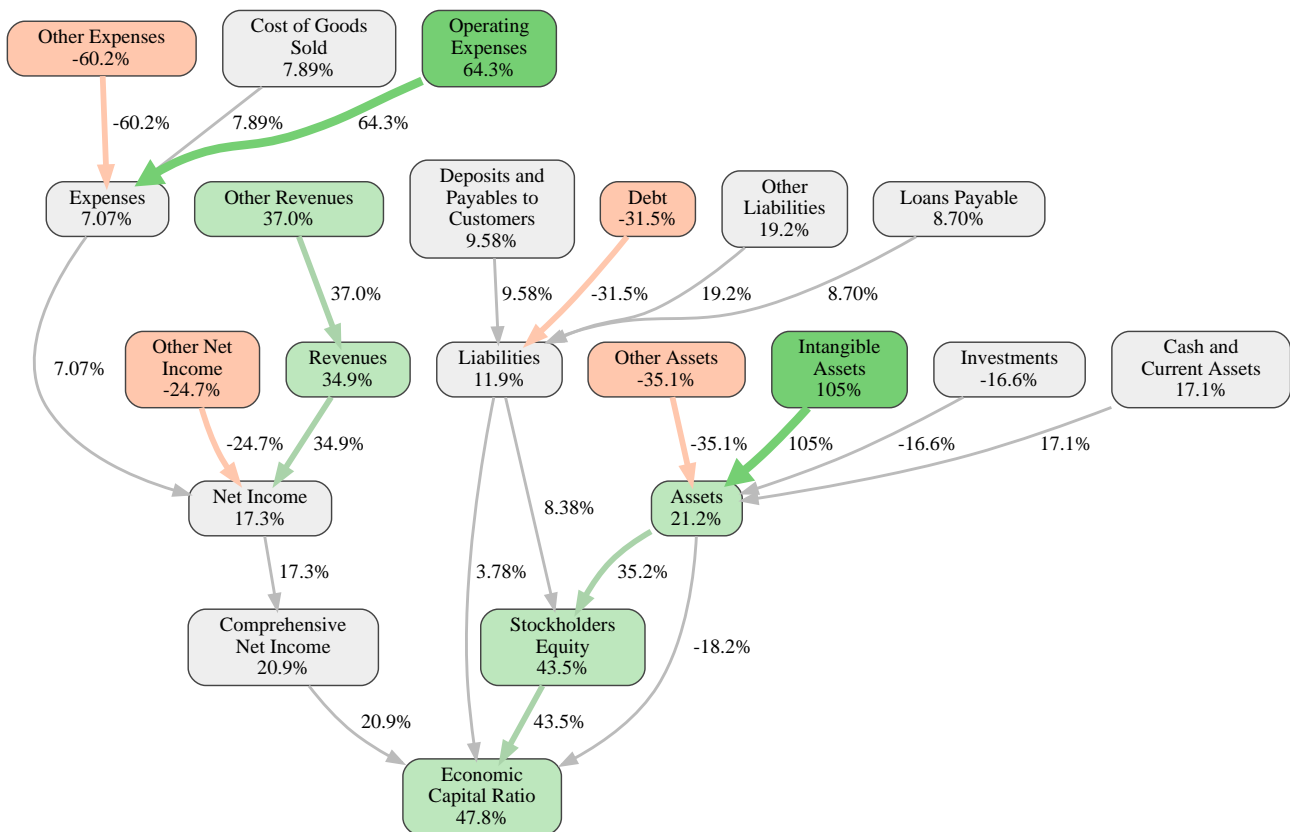 Other Expenses
-60.2%
Cost of Goods
Sold
7.89%
Operating
Expenses
64.3%
-60.2%
7.89%
64.3%
Expenses
7.07%
Other Revenues
37.0%
Deposits and
Payables to
Customers
9.58%
Debt
-31.5%
Other
Liabilities
19.2%
Loans Payable
8.70%
37.0%
9.58%
-31.5%
19.2%
8.70%
7.07%
Other Net
Income
-24.7%
Revenues
34.9%
Liabilities
11.9%
Other Assets
-35.1%
Intangible
Assets
105%
Investments
-16.6%
Cash and
Current Assets
17.1%
-24.7%
34.9%
-35.1%
105%
-16.6%
17.1%
Net Income
17.3%
Assets
21.2%
17.3%
3.78%
8.38%
35.2%
-18.2%
Comprehensive
Net Income
20.9%
Stockholders
Equity
43.5%
20.9%
43.5%
Economic
Capital Ratio
47.8%